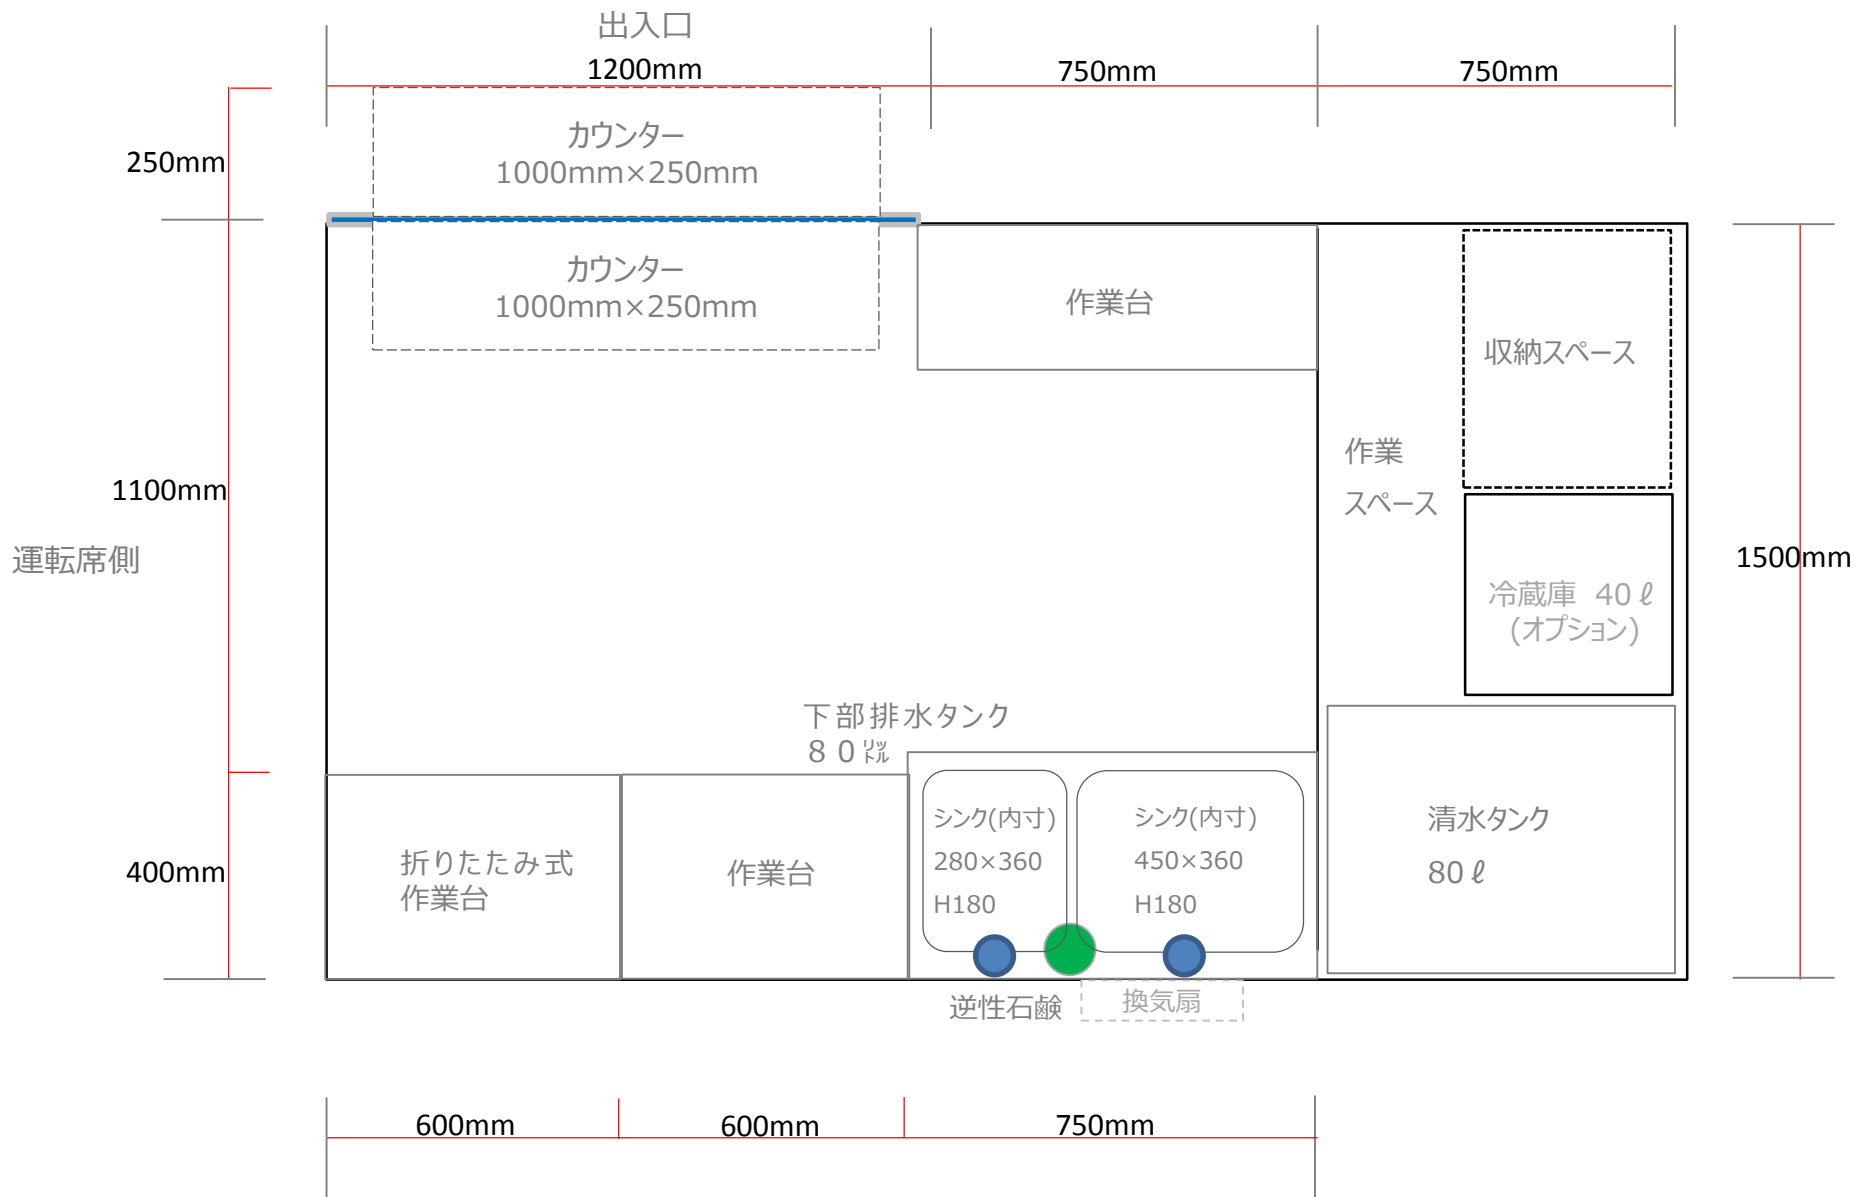 出入口
1200mm
750mm
750mm
カウンター
1000mm×250mm
250mm
カウンター
1000mm×250mm
作業台
収納スペース
作業
スペース
1100mm
運転席側
1500mm
冷蔵庫 40ℓ
(オプション)
下部排水タンク
80㍑
シンク(内寸)
280×360
H180
シンク(内寸)
450×360
H180
清水タンク
80ℓ
折りたたみ式
作業台
作業台
400mm
逆性石鹸
換気扇
600mm
600mm
750mm